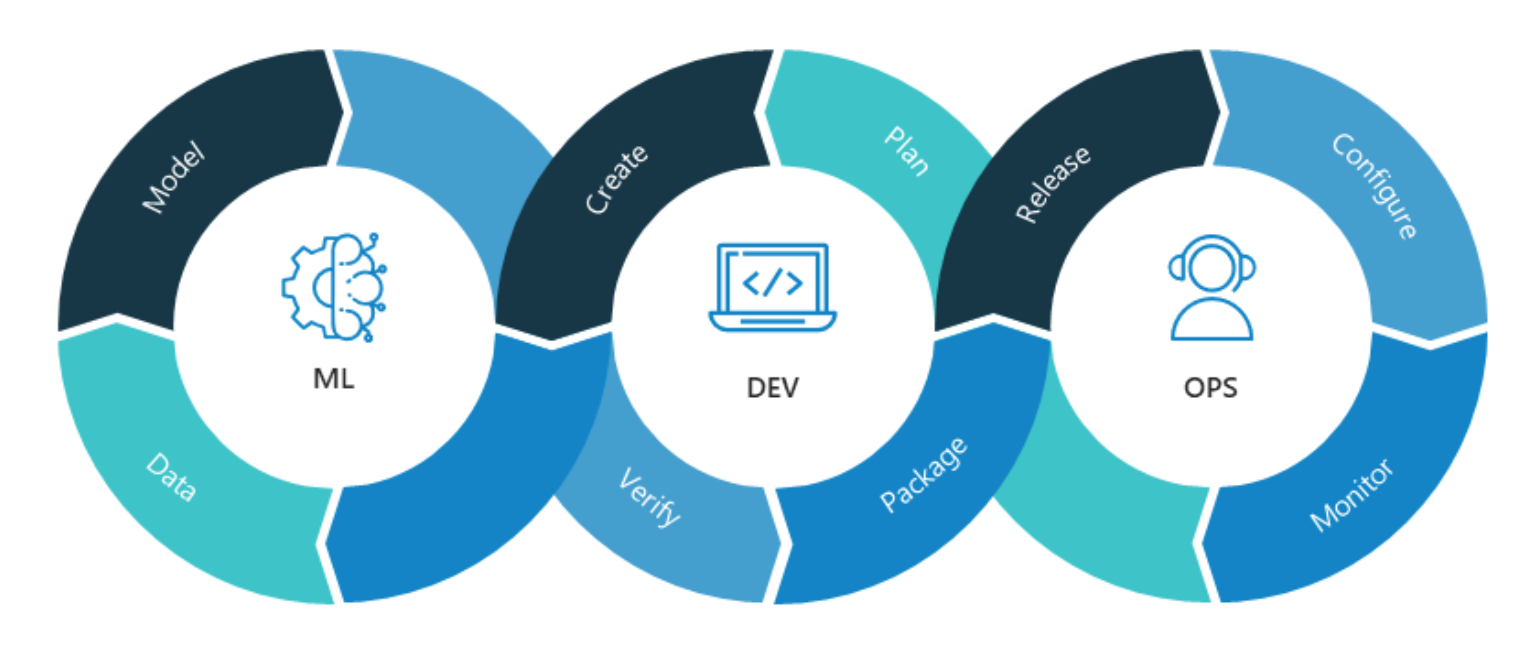 Model
Data
ML
Create
Plan
Verify
Package
DEV
Release
Configure
Monitor
OPS